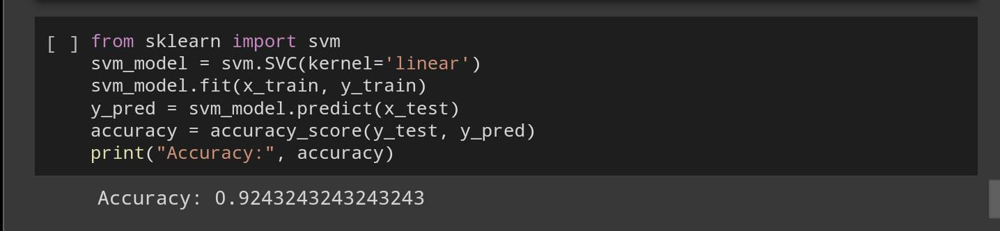 [ ] from sklearn import svm
svm_model = svm.SVC(kernel='linear')
svm_model.fit(x_train, y_train)
y_pred = svm_model.predict(x_test)
accuracy = accuracy_score(y_test, y_pred)
print("Accuracy:", accuracy)
Accuracy: 0.9243243243243243